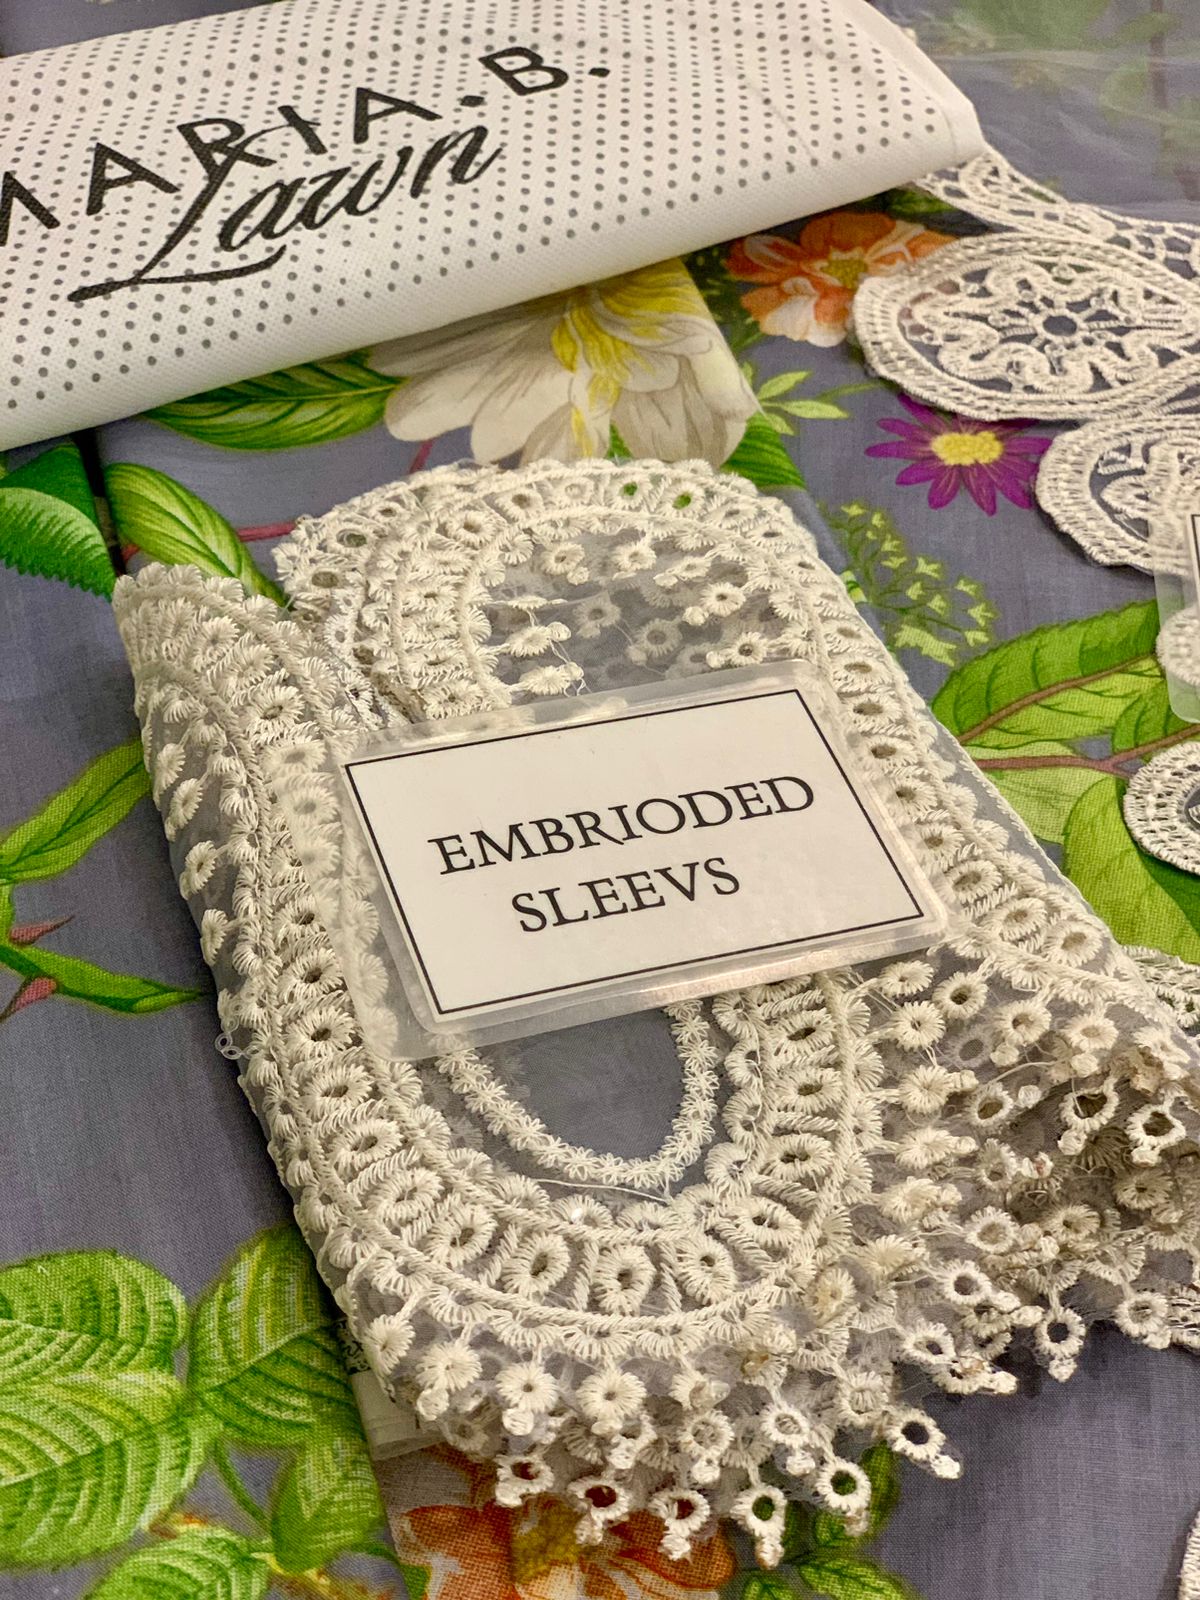 MARIA.B.
Lawn
EMBRIODED
SLEEVS